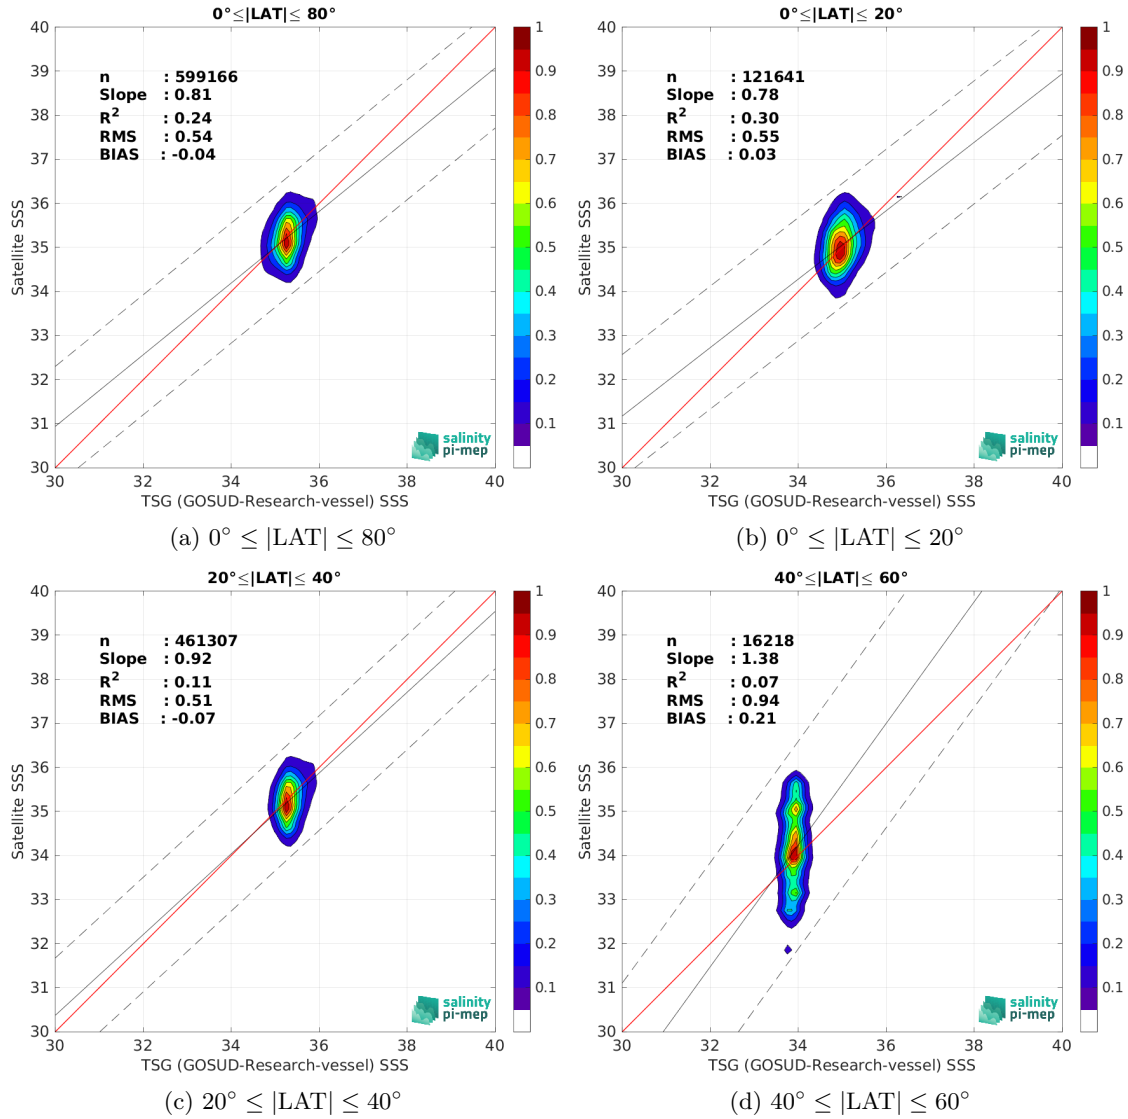 0°≤|LAT|≤ 80°
40
39
38
37
36
35
34
33
32
31
30
Satellite SSS
n : 599166
Slope : 0.81
R² : 0.24
RMS : 0.54
BIAS : -0.04
salinity
pi-mep
30 32 34 36 38 40
TSG (GOSUD-Research-vessel) SSS
1
0.9
0.8
0.7
0.6
0.5
0.4
0.3
0.2
0.1
(a) 0° ≤ |LAT| ≤ 80°
0°≤|LAT|≤ 20°
40
39
38
37
36
35
34
33
32
31
30
Satellite SSS
n : 121641
Slope : 0.78
R² : 0.30
RMS : 0.55
BIAS : 0.03
salinity
pi-mep
30 32 34 36 38 40
TSG (GOSUD-Research-vessel) SSS
1
0.9
0.8
0.7
0.6
0.5
0.4
0.3
0.2
0.1
(b) 0° ≤ |LAT| ≤ 20°
20°≤|LAT|≤ 40°
40
39
38
37
36
35
34
33
32
31
30
Satellite SSS
n : 461307
Slope : 0.92
R² : 0.11
RMS : 0.51
BIAS : -0.07
salinity
pi-mep
30 32 34 36 38 40
TSG (GOSUD-Research-vessel) SSS
1
0.9
0.8
0.7
0.6
0.5
0.4
0.3
0.2
0.1
(c) 20° ≤ |LAT| ≤ 40°
40°≤|LAT|≤ 60°
40
39
38
37
36
35
34
33
32
31
30
Satellite SSS
n : 16218
Slope : 1.38
R² : 0.07
RMS : 0.94
BIAS : 0.21
salinity
pi-mep
30 32 34 36 38 40
TSG (GOSUD-Research-vessel) SSS
1
0.9
0.8
0.7
0.6
0.5
0.4
0.3
0.2
0.1
(d) 40° ≤ |LAT| ≤ 60°